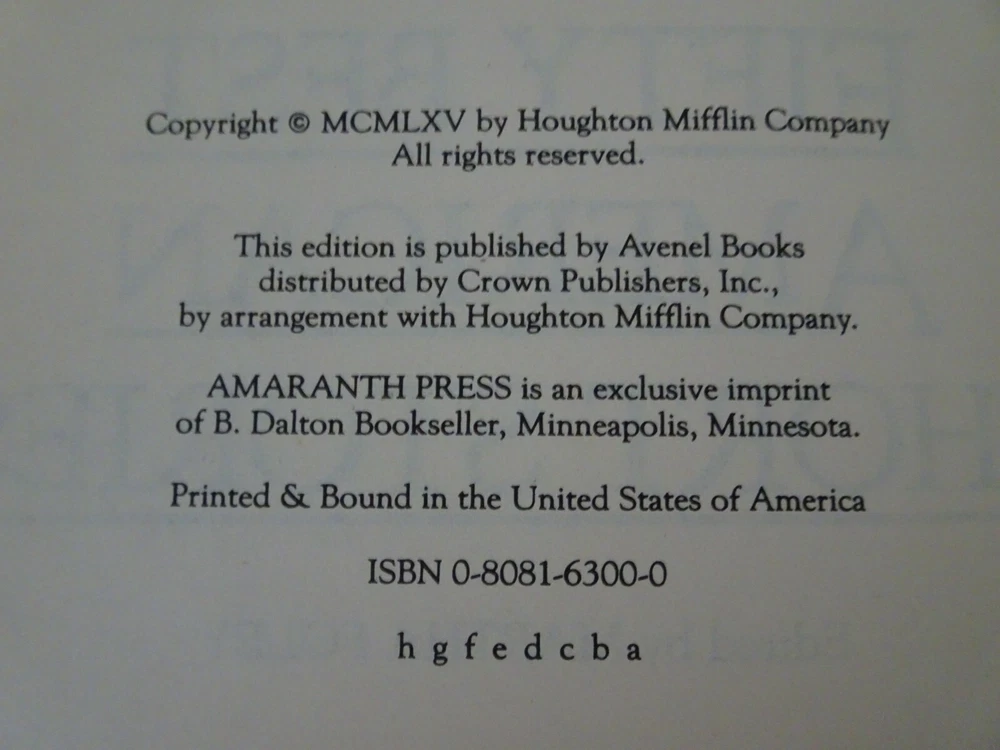 Copyright © MCMLXV by Houghton Mifflin Company
All rights reserved.
This edition is published by Avenel Books
distributed by Crown Publishers, Inc.,
by arrangement with Houghton Mifflin Company.
AMARANTH PRESS is an exclusive imprint
of B. Dalton Bookseller, Minneapolis, Minnesota.
Printed & Bound in the United States of America
ISBN 0-8081-6300-0
h g f e d c b a